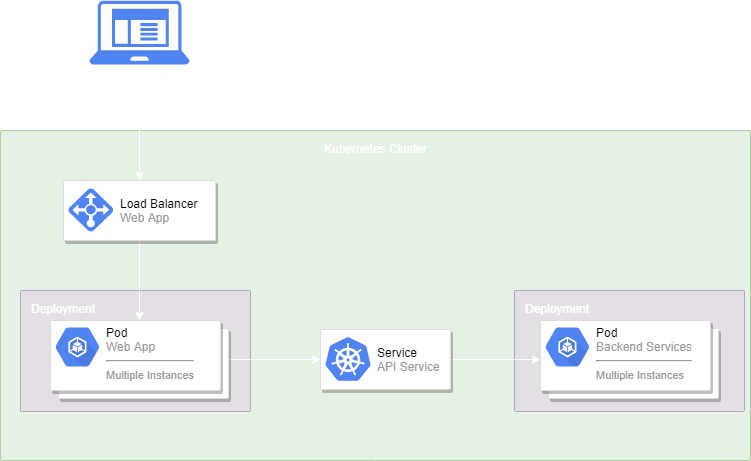 Kubernetes Cluster
Load Balancer
Web App
Deployment
Pod
Web App
Multiple Instances
Service
API Service
Deployment
Pod
Backend Services
Multiple Instances